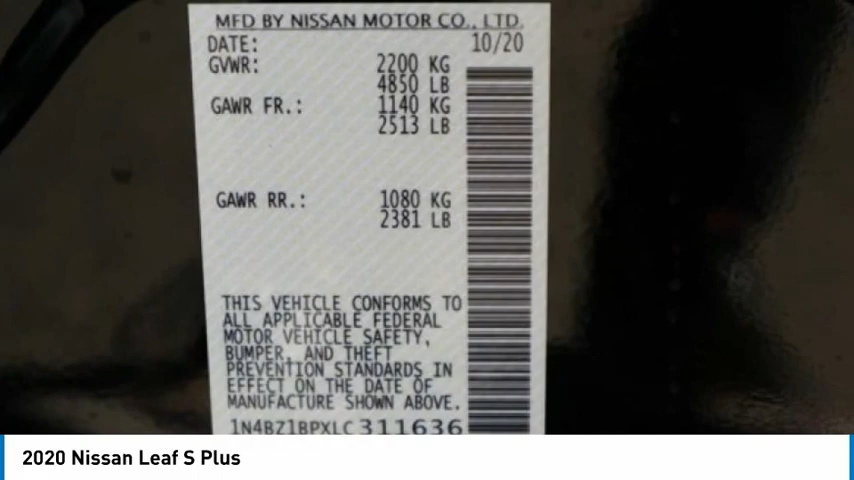 MFD BY NISSAN MOTOR CO., LTD.
DATE: 10/20
GVWR: 2200 KG
4850 LB
GAWR FR.: 1140 KG
2513 LB
GAWR RR.: 1080 KG
2381 LB
THIS VEHICLE CONFORMS TO
ALL APPLICABLE FEDERAL
MOTOR VEHICLE SAFETY,
BUMPER, AND THEFT
PREVENTION STANDARDS IN
EFFECT ON THE DATE OF
MANUFACTURE SHOWN ABOVE.
1N4BZ1BPXLC311636
2020 Nissan Leaf S Plus